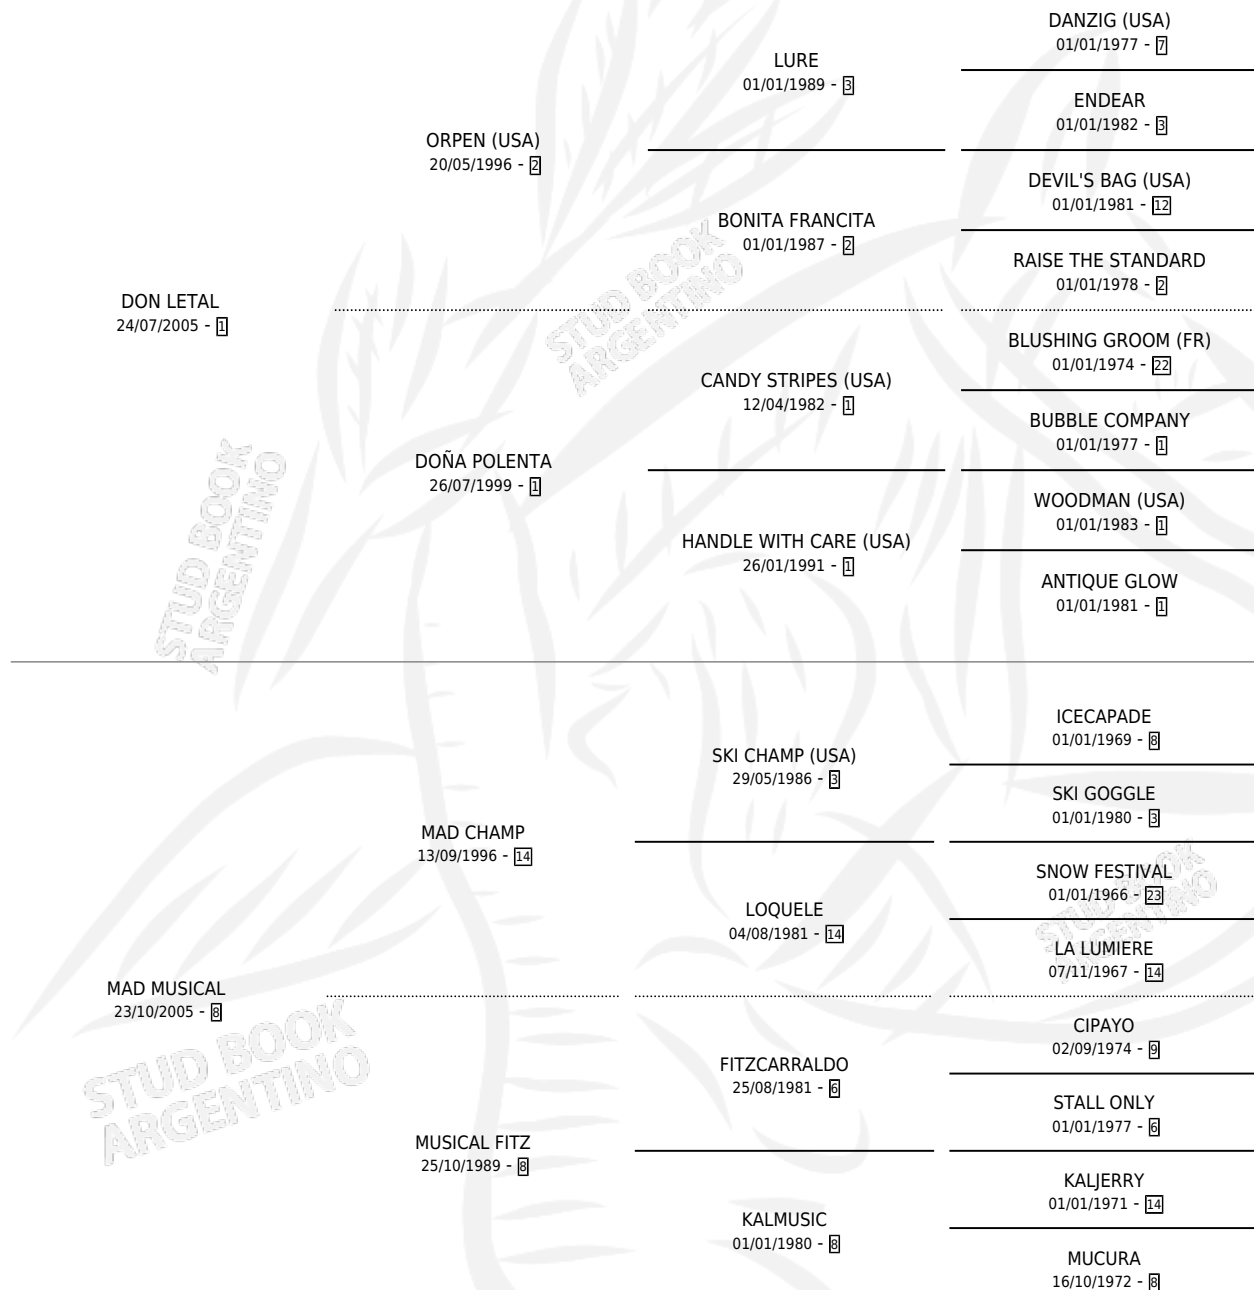 DANZIG (USA)
01/01/1977 - 7
LURE
01/01/1989 - 3
ENDEAR
01/01/1982 - 3
ORPEN (USA)
20/05/1996 - 2
DEVIL'S BAG (USA)
01/01/1981 - 12
BONITA FRANCITA
01/01/1987 - 2
RAISE THE STANDARD
01/01/1978 - 2
DON LETAL
24/07/2005 - 1
BLUSHING GROOM (FR)
01/01/1974 - 22
CANDY STRIPES (USA)
12/04/1982 - 1
BUBBLE COMPANY
01/01/1977 - 1
DOÑA POLENTA
26/07/1999 - 1
WOODMAN (USA)
01/01/1983 - 1
HANDLE WITH CARE (USA)
26/01/1991 - 1
ANTIQUE GLOW
01/01/1981 - 1
ICECAPADE
01/01/1969 - 8
SKI CHAMP (USA)
29/05/1986 - 3
SKI GOGGLE
01/01/1980 - 3
MAD CHAMP
13/09/1996 - 14
SNOW FESTIVAL
01/01/1966 - 23
LOQUELE
04/08/1981 - 14
LA LUMIERE
07/11/1967 - 14
MAD MUSICAL
23/10/2005 - 8
CIPAYO
02/09/1974 - 9
FITZCARRALDO
25/08/1981 - 6
STALL ONLY
01/01/1977 - 6
MUSICAL FITZ
25/10/1989 - 8
KALJERRY
01/01/1971 - 14
KALMUSIC
01/01/1980 - 8
MUCURA
16/10/1972 - 8
STUD BOOK
ARGENTINO
STUD BOOK
ARGENTINO
STUD BOOK
ARGENTINO
STUD BOOK
ARGENTINO